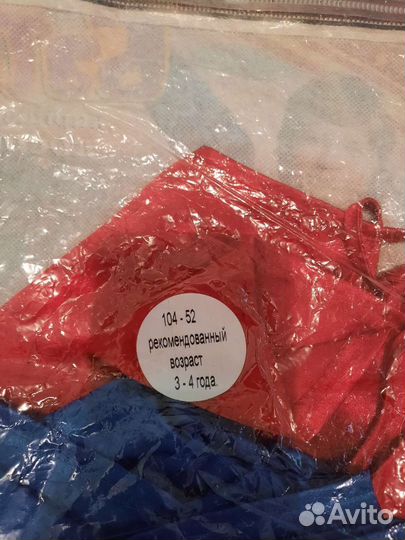 104 - 52
рекомендованный
возраст
3 - 4 года.
Avito